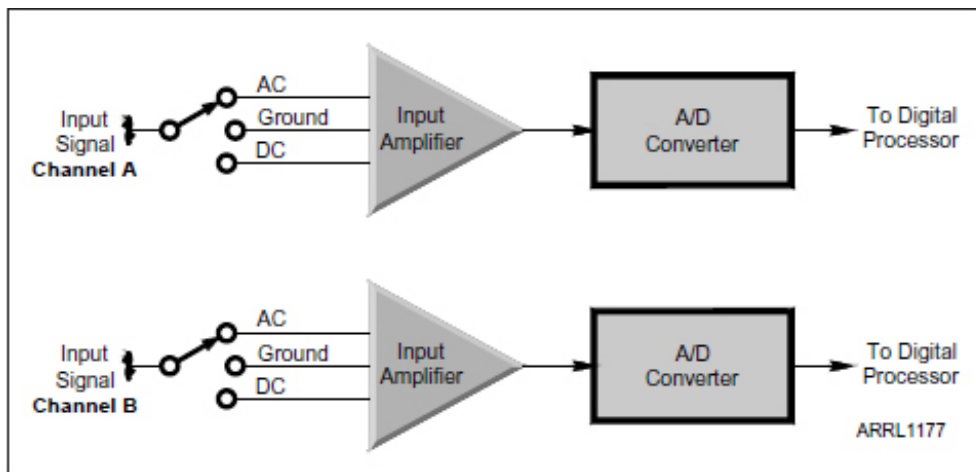 AC
Input
Signal
Channel A
Ground
DC
Input
Amplifier
A/D
Converter
To Digital
Processor
AC
Input
Signal
Channel B
Ground
DC
Input
Amplifier
A/D
Converter
To Digital
Processor
ARRL1177